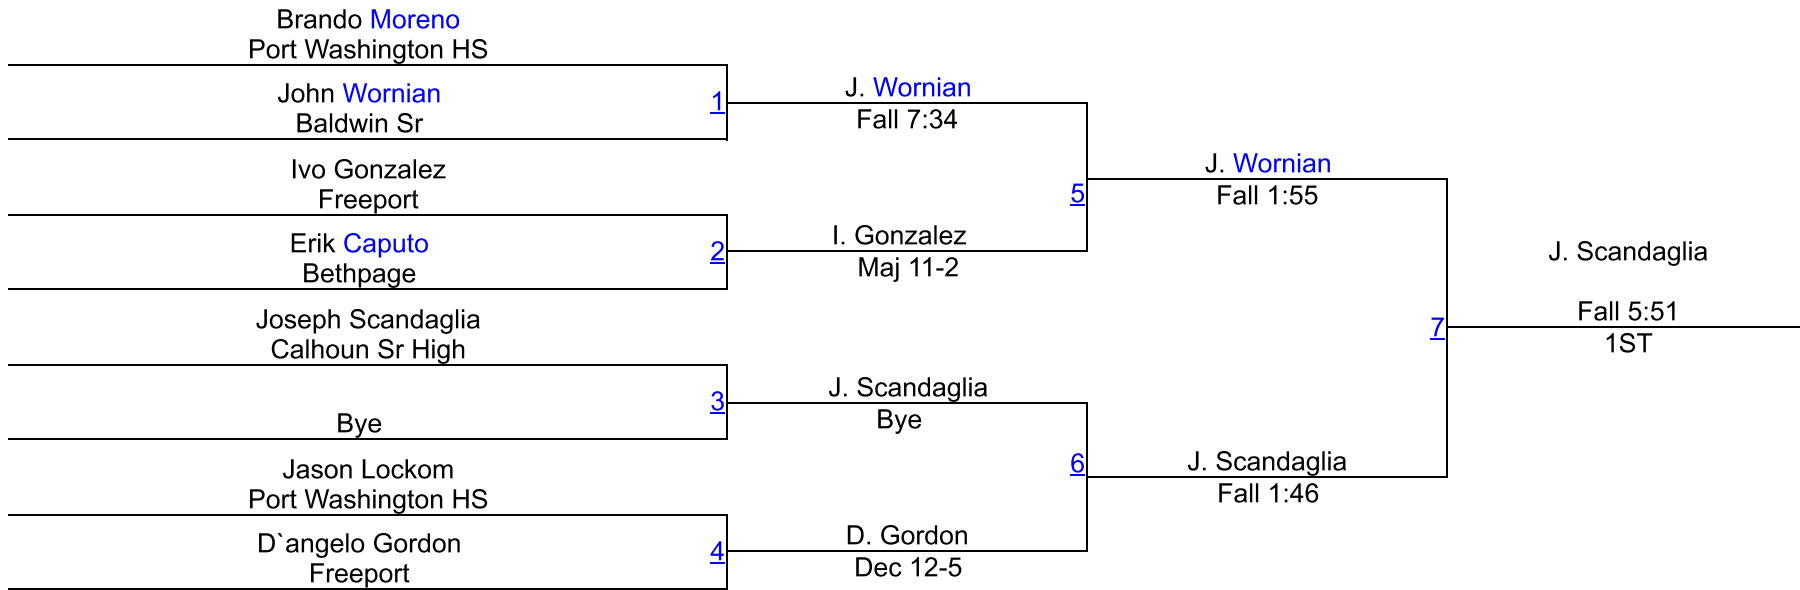 Brando Moreno
Port Washington HS
John Wornian
Baldwin Sr
1
Ivo Gonzalez
Freeport
Erik Caputo
Bethpage
2
Joseph Scandaglia
Calhoun Sr High
Bye
3
Jason Lockom
Port Washington HS
D`angelo Gordon
Freeport
4
J. Wornian
Fall 7:34
I. Gonzalez
Maj 11-2
5
J. Scandaglia
Bye
D. Gordon
Dec 12-5
6
J. Wornian
Fall 1:55
J. Scandaglia
Fall 1:46
7
J. Scandaglia
Fall 5:51
1ST